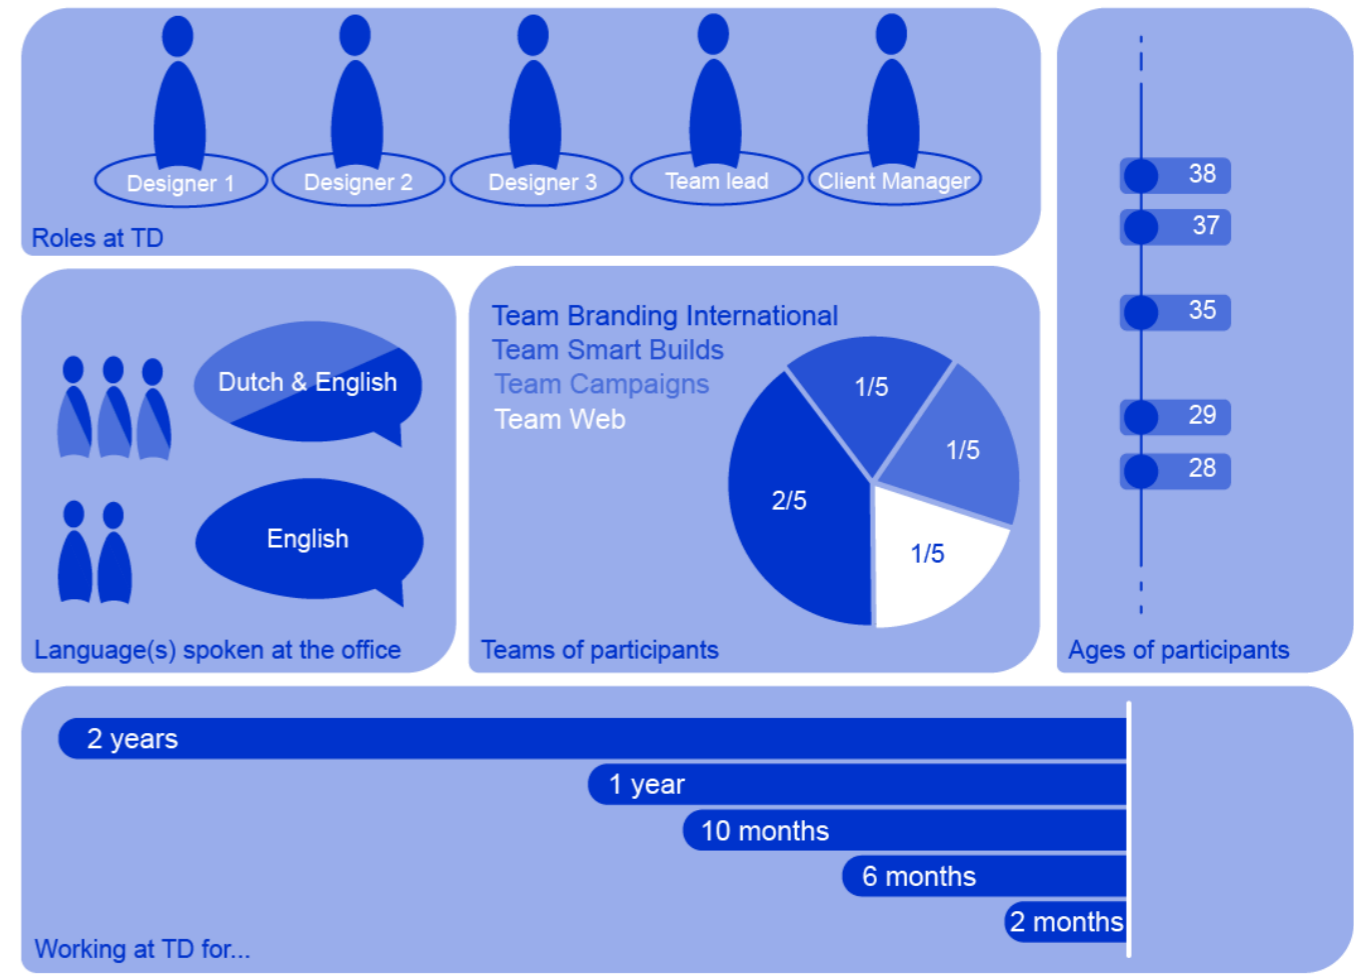 Designer 1
Designer 2
Designer 3
Team lead
Client Manager
Roles at TD
38
37
35
29
28
Ages of participants
Dutch & English
English
Language(s) spoken at the office
Team Branding International
Team Smart Builds
Team Campaigns
Team Web
1/5
1/5
2/5
1/5
Teams of participants
2 years
1 year
10 months
6 months
2 months
Working at TD for...